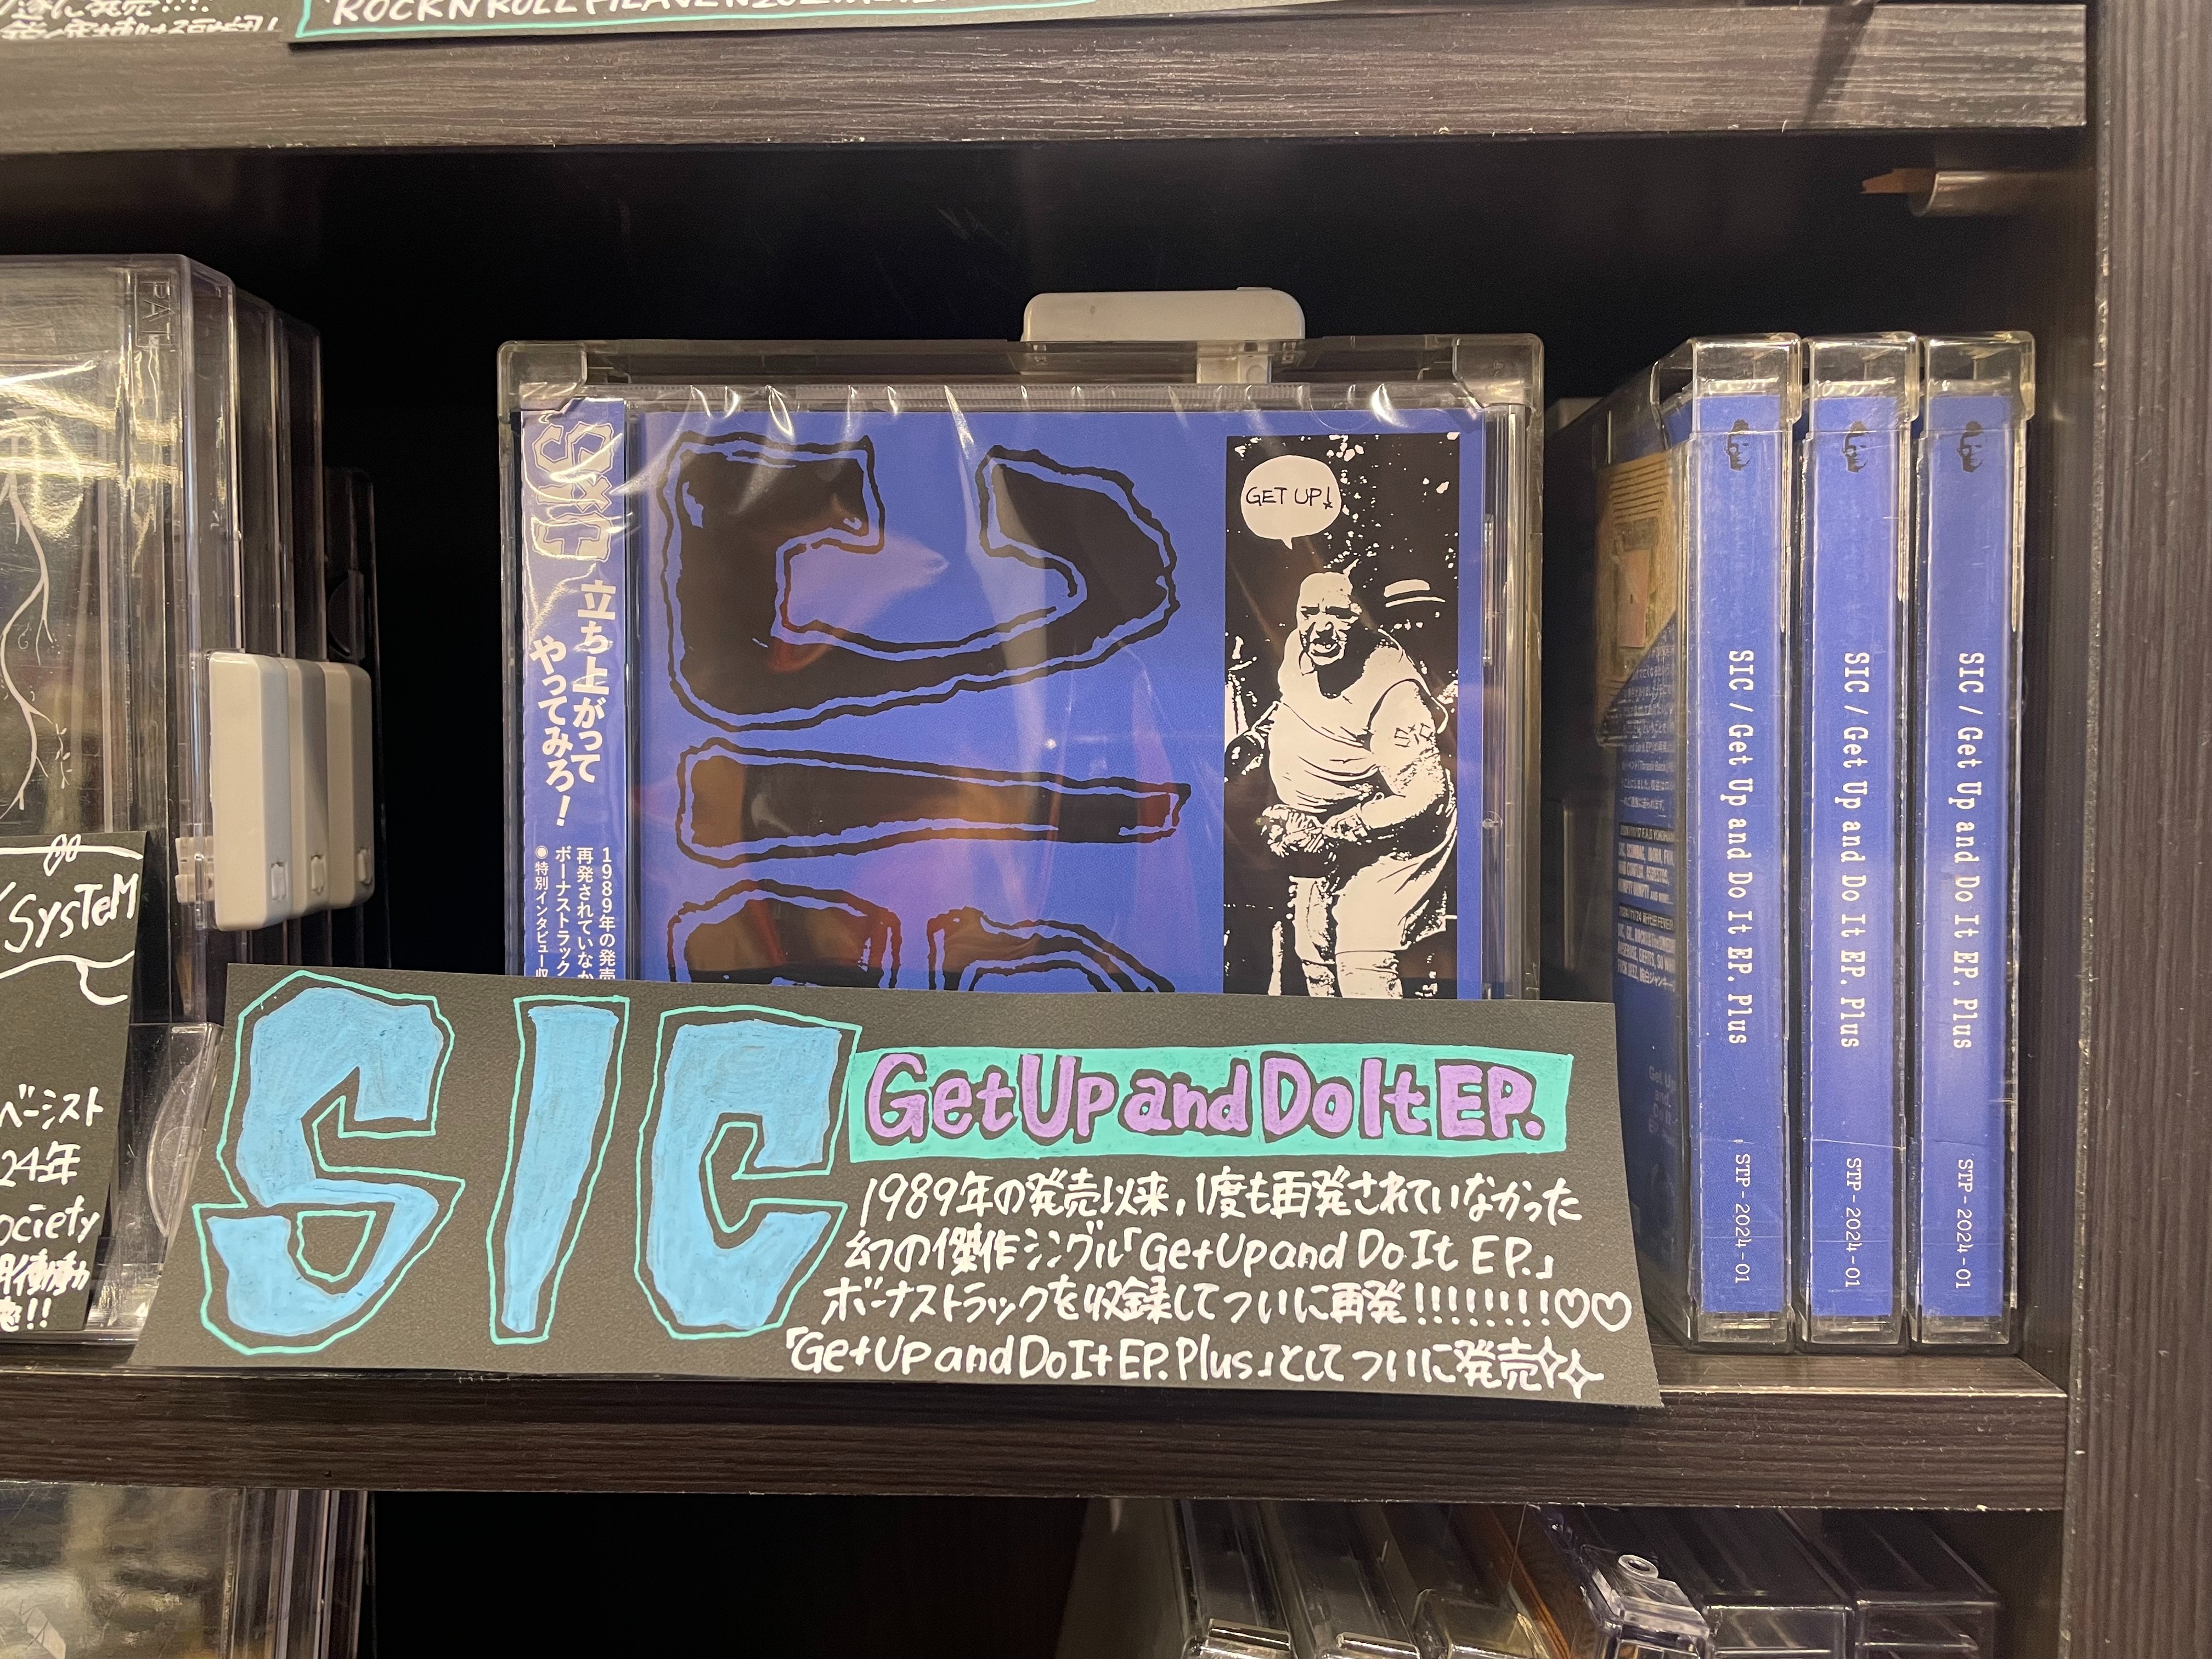 SYSTEM
ベーシスト
24年
ociety
SIC
立ち上がって
やってみろ!
1989年の発売
再発されていなか
ボーナストラック
◉特別インタビュー収
GET UP!
SIC / Get Up and Do It EP. Plus
STP-2024-01
SIC / Get Up and Do It EP. Plus
STP-2024-01
SIC / Get Up and Do It EP. Plus
STP-2024-01
SIC
Get Up and Do It EP.
1989年の発売以来,1度も再発されていなかった
幻の傑作シングル「Get Up and Do It EP.」
ボーナストラックを収録してついに再発!!!!!!!!!♡♡
「Get Up and Do It EP. Plus」としてついに発売✧✧